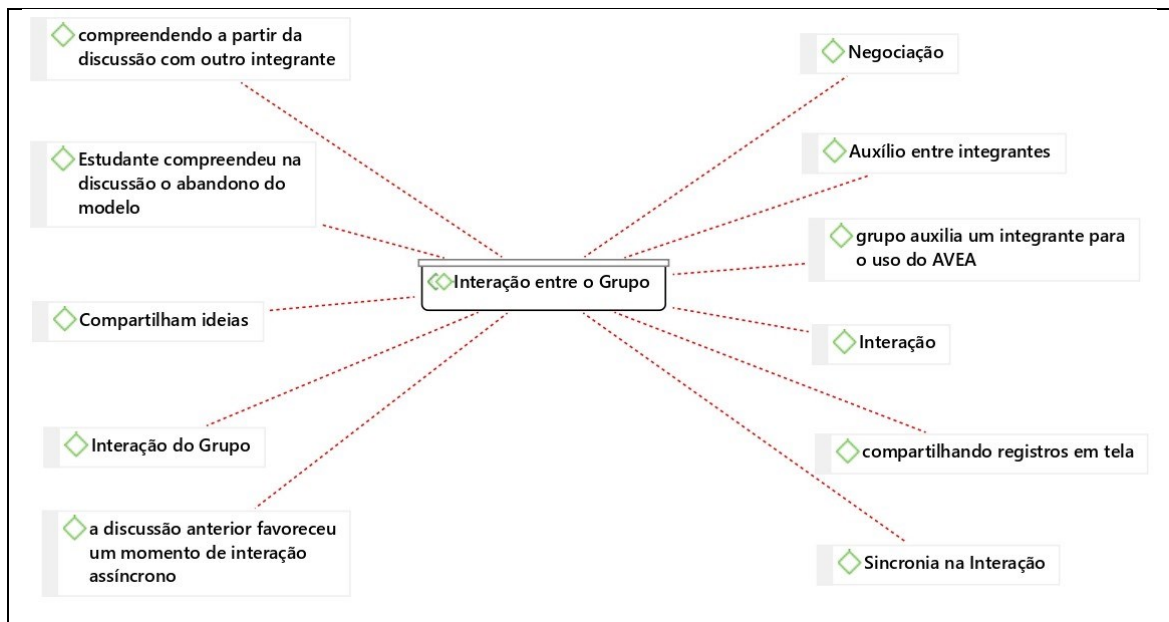 compreendendo a partir da
discussão com outro integrante
Estudante compreendeu na
discussão o abandono do
modelo
Compartilham ideias
Interação do Grupo
a discussão anterior favoreceu
um momento de interação
assíncrono
Interação entre o Grupo
Negociação
Auxílio entre integrantes
grupo auxilia um integrante para
o uso do AVEA
Interação
compartilhando registros em tela
Sincronia na Interação